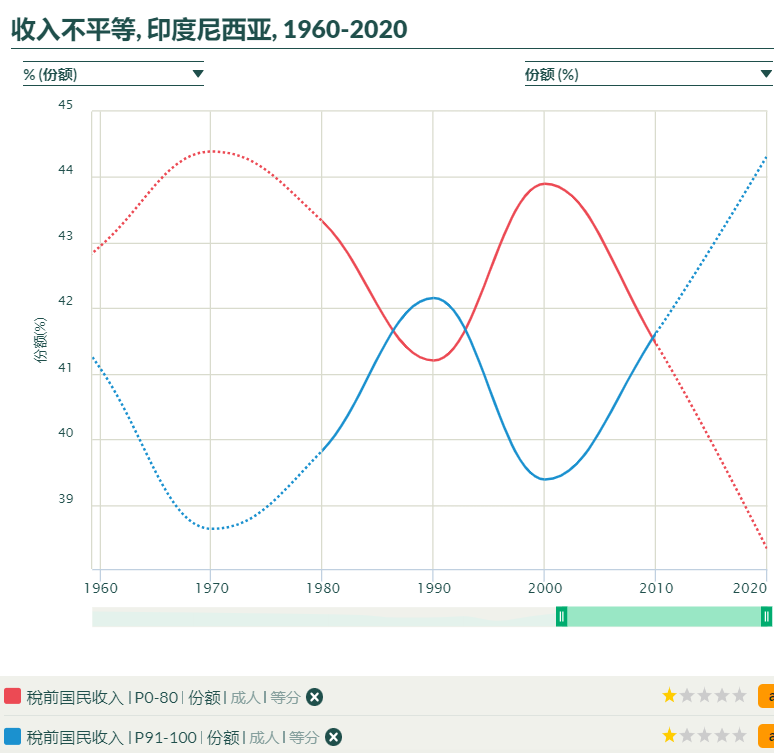 收入不平等, 印度尼西亚, 1960-2020
% (份额) 份额 (%)
45
44
43
42
41
40
39
份额(%)
1960 1970 1980 1990 2000 2010 2020
税前国民收入 | P0-80 | 份额 | 成人 | 等分
税前国民收入 | P91-100 | 份额 | 成人 | 等分